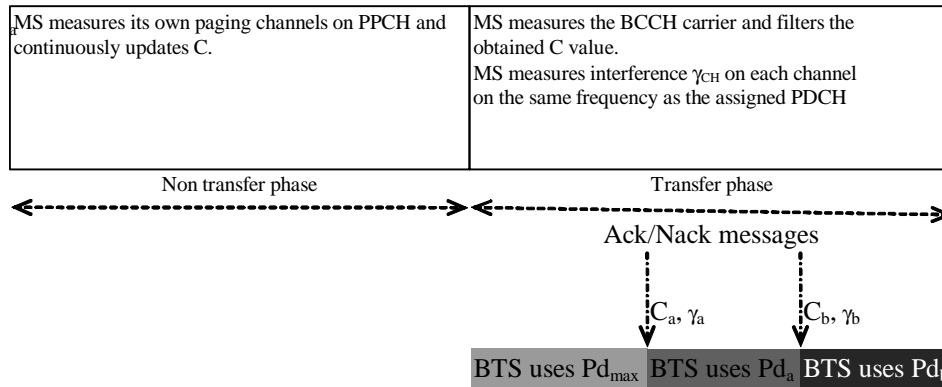 a
MS measures its own paging channels on PPCH and
continuously updates C.
MS measures the BCCH carrier and filters the
obtained C value.
MS measures interference γCH on each channel
on the same frequency as the assigned PDCH
Non transfer phase
Transfer phase
Ack/Nack messages
Ca, γa
Cb, γb
BTS uses Pdmax
BTS uses Pda
BTS uses Pd